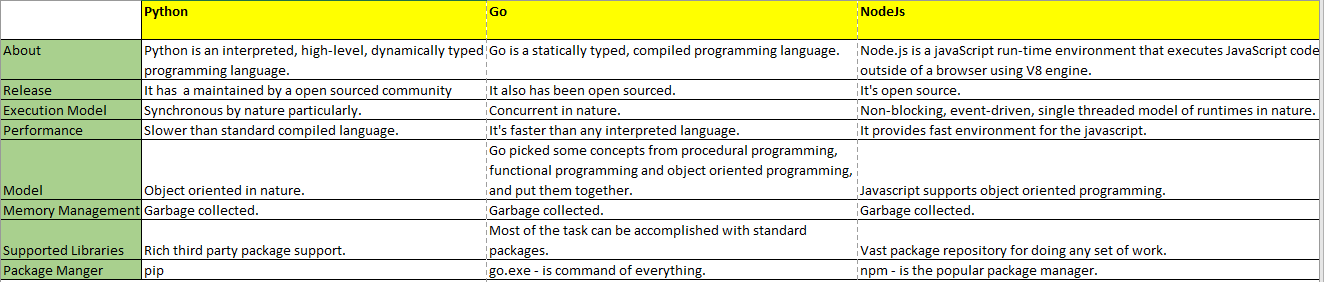 Python Go NodeJs
About Python is an interpreted, high-level, dynamically typed Go is a statically typed, compiled programming language. Node.js is a javaScript run-time environment that executes JavaScript code
programming language. outside of a browser using V8 engine.
Release It has a maintained by a open sourced community It also has been open sourced. It's open source.
Execution Model Synchronous by nature particularly. Concurrent in nature. Non-blocking, event-driven, single threaded model of runtimes in nature.
Performance Slower than standard compiled language. It's faster than any interpreted language. It provides fast environment for the javascript.
Go picked some concepts from procedural programming,
functional programming and object oriented programming,
Model Object oriented in nature. and put them together. Javascript supports object oriented programming.
Memory Management Garbage collected. Garbage collected. Garbage collected.
Most of the task can be accomplished with standard
Supported Libraries Rich third party package support. packages. Vast package repository for doing any set of work.
Package Manger pip go.exe - is command of everything. npm - is the popular package manager.